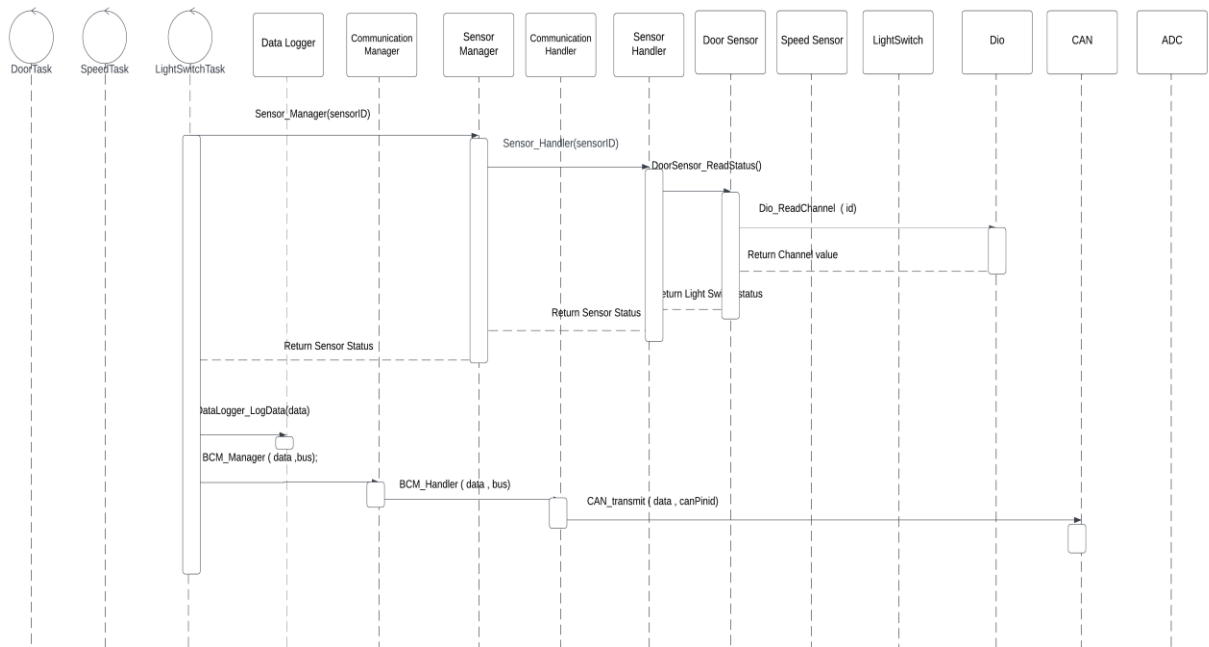 DoorTask
SpeedTask
LightSwitchTask
Data Logger
Communication
Manager
Sensor
Manager
Communication
Handler
Sensor
Handler
Door Sensor
Speed Sensor
LightSwitch
Dio
CAN
ADC
Sensor_Manager(sensorID)
Sensor_Handler(sensorID)
DoorSensor_ReadStatus()
Dio_ReadChannel ( id)
Return Channel value
Return Light status
Return Sensor Status
Return Sensor Status
DataLogger_LogData(data)
BCM_Manager ( data ,bus);
BCM_Handler ( data , bus)
CAN_transmit ( data , canPinid)